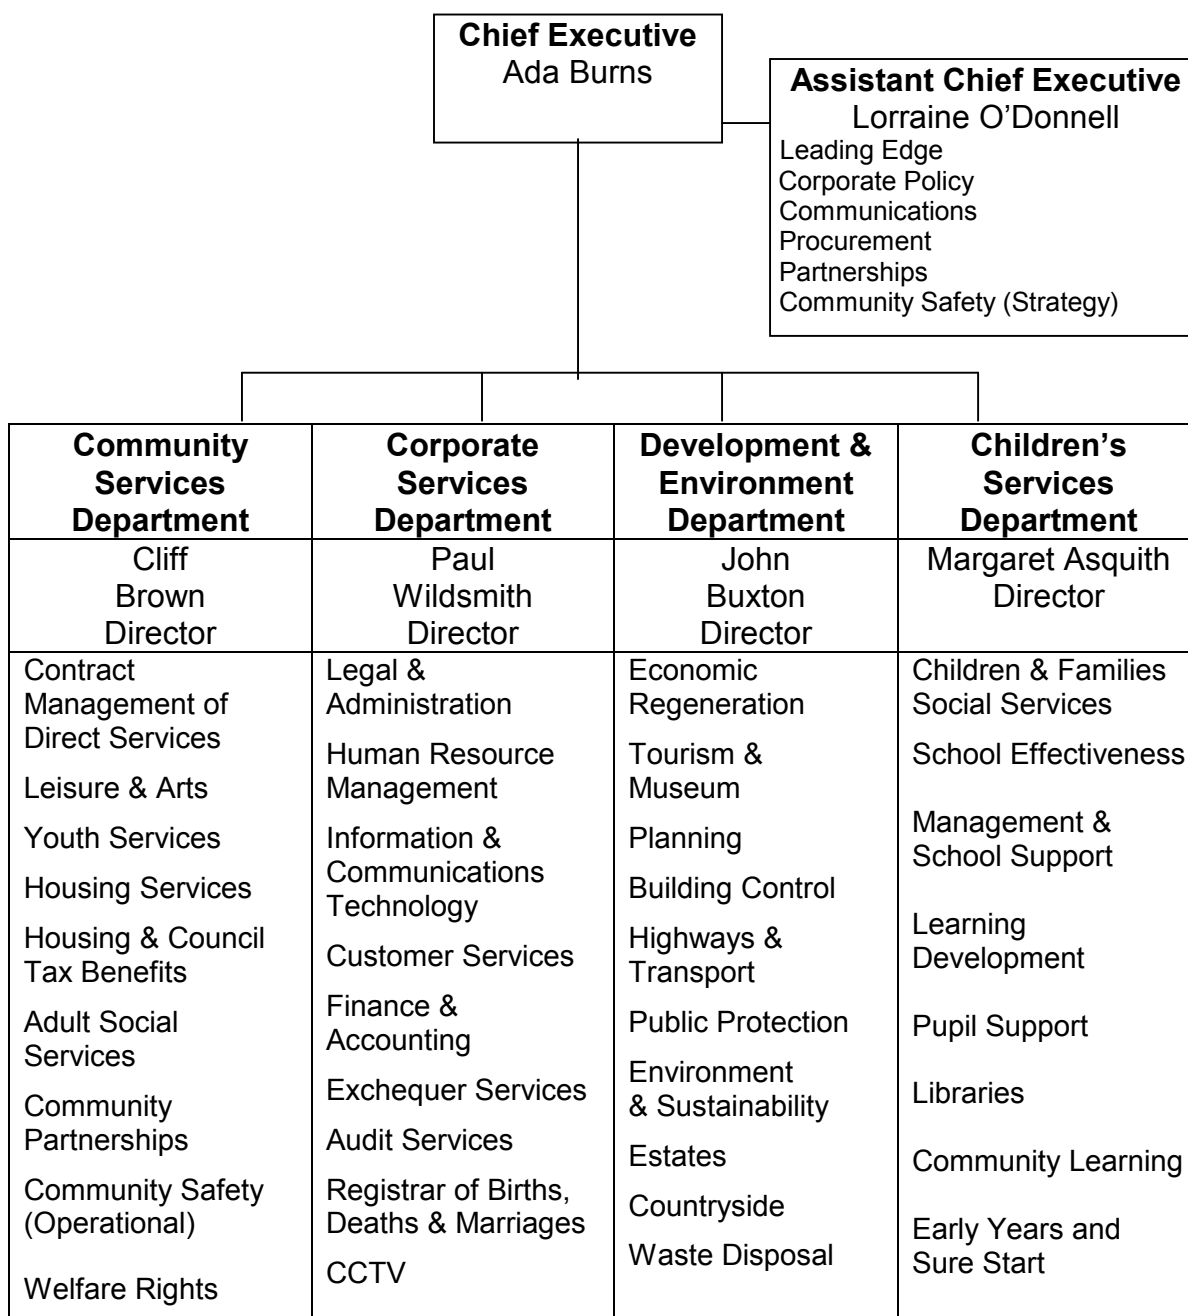 Chief Executive
Ada Burns
Assistant Chief Executive
Lorraine O’Donnell
Leading Edge
Corporate Policy
Communications
Procurement
Partnerships
Community Safety (Strategy)
Community
Services
Department
Cliff
Brown
Director
Contract
Management of
Direct Services
Leisure & Arts
Youth Services
Housing Services
Housing & Council
Tax Benefits
Adult Social
Services
Community
Partnerships
Community Safety
(Operational)
Welfare Rights
Corporate
Services
Department
Paul
Wildsmith
Director
Legal &
Administration
Human Resource
Management
Information &
Communications
Technology
Customer Services
Finance &
Accounting
Exchequer Services
Audit Services
Registrar of Births,
Deaths & Marriages
CCTV
Development &
Environment
Department
John
Buxton
Director
Economic
Regeneration
Tourism &
Museum
Planning
Building Control
Highways &
Transport
Public Protection
Environment
& Sustainability
Estates
Countryside
Waste Disposal
Children’s
Services
Department
Margaret Asquith
Director
Children & Families
Social Services
School Effectiveness
Management &
School Support
Learning
Development
Pupil Support
Libraries
Community Learning
Early Years and
Sure Start